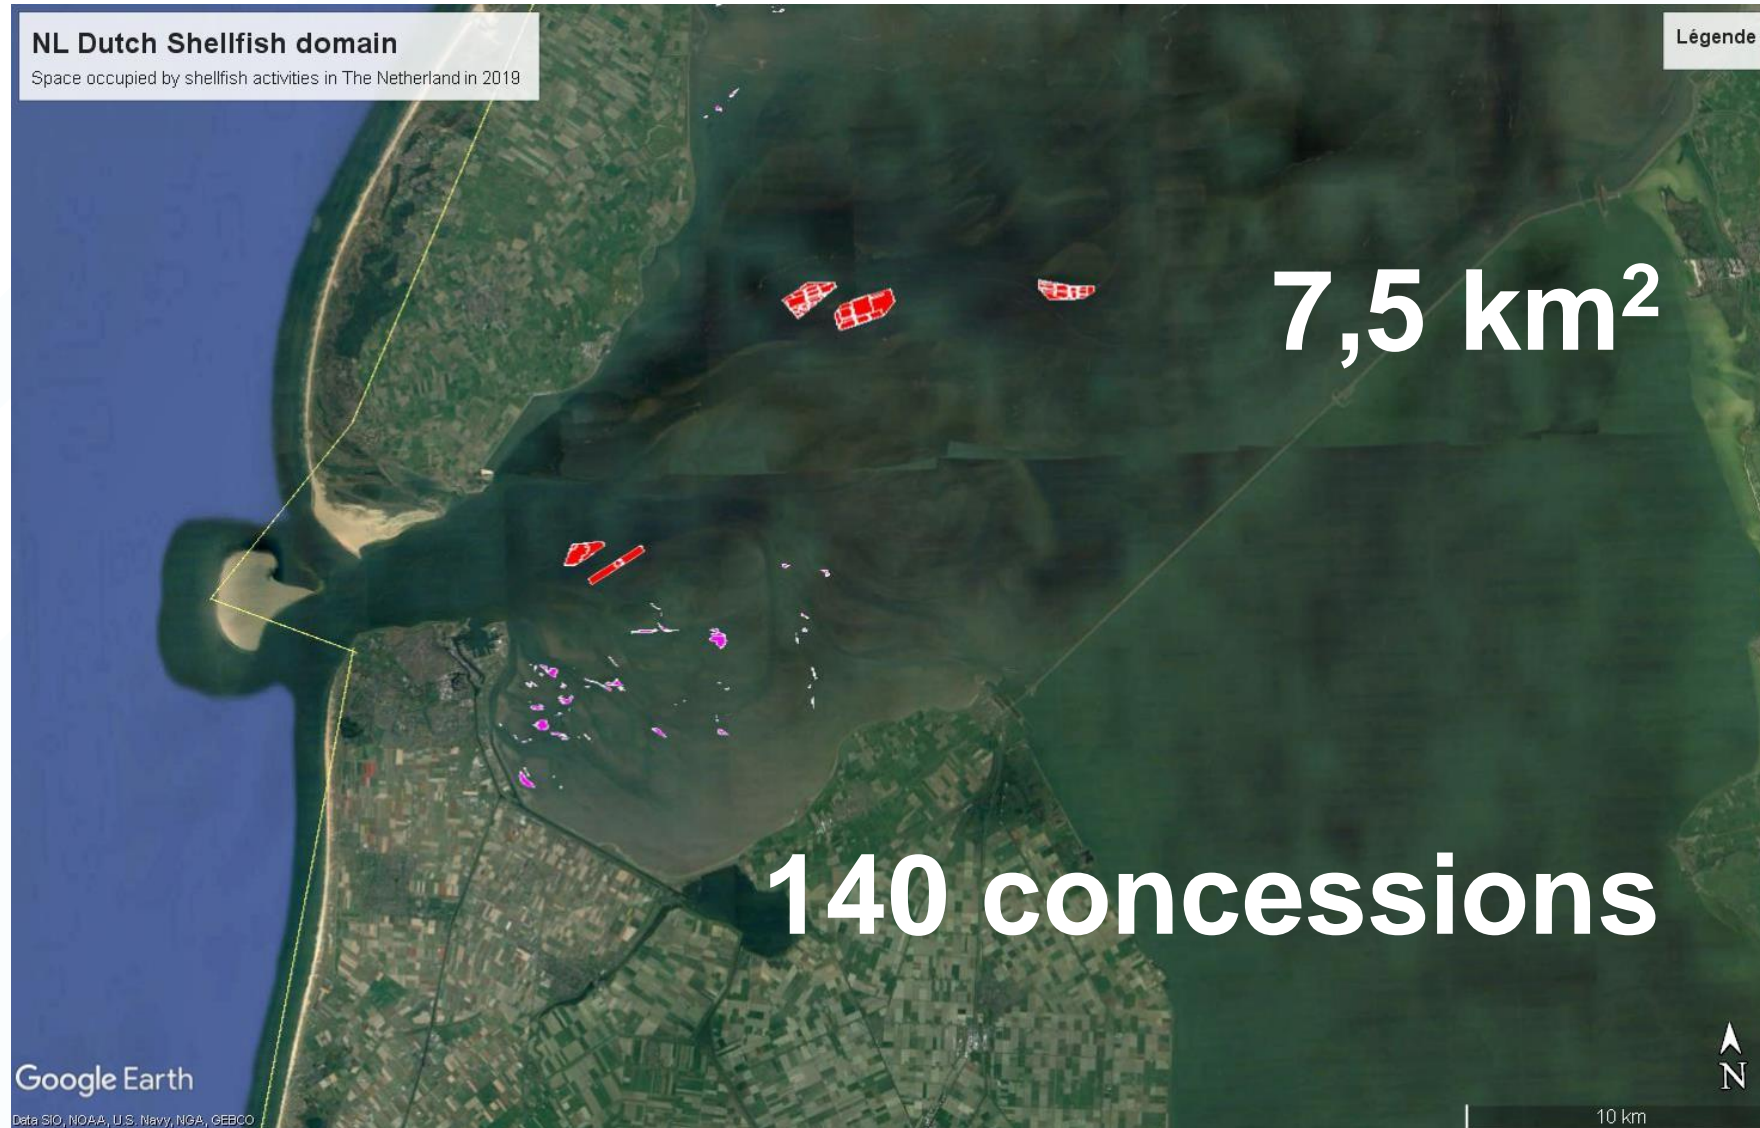 NL Dutch Shellfish domain
Space occupied by shellfish activities in The Netherland in 2019
Légende
7,5 km²
140 concessions
N
Google Earth
10 km
Data SIO, NOAA, U.S. Navy, NGA, GEBCO